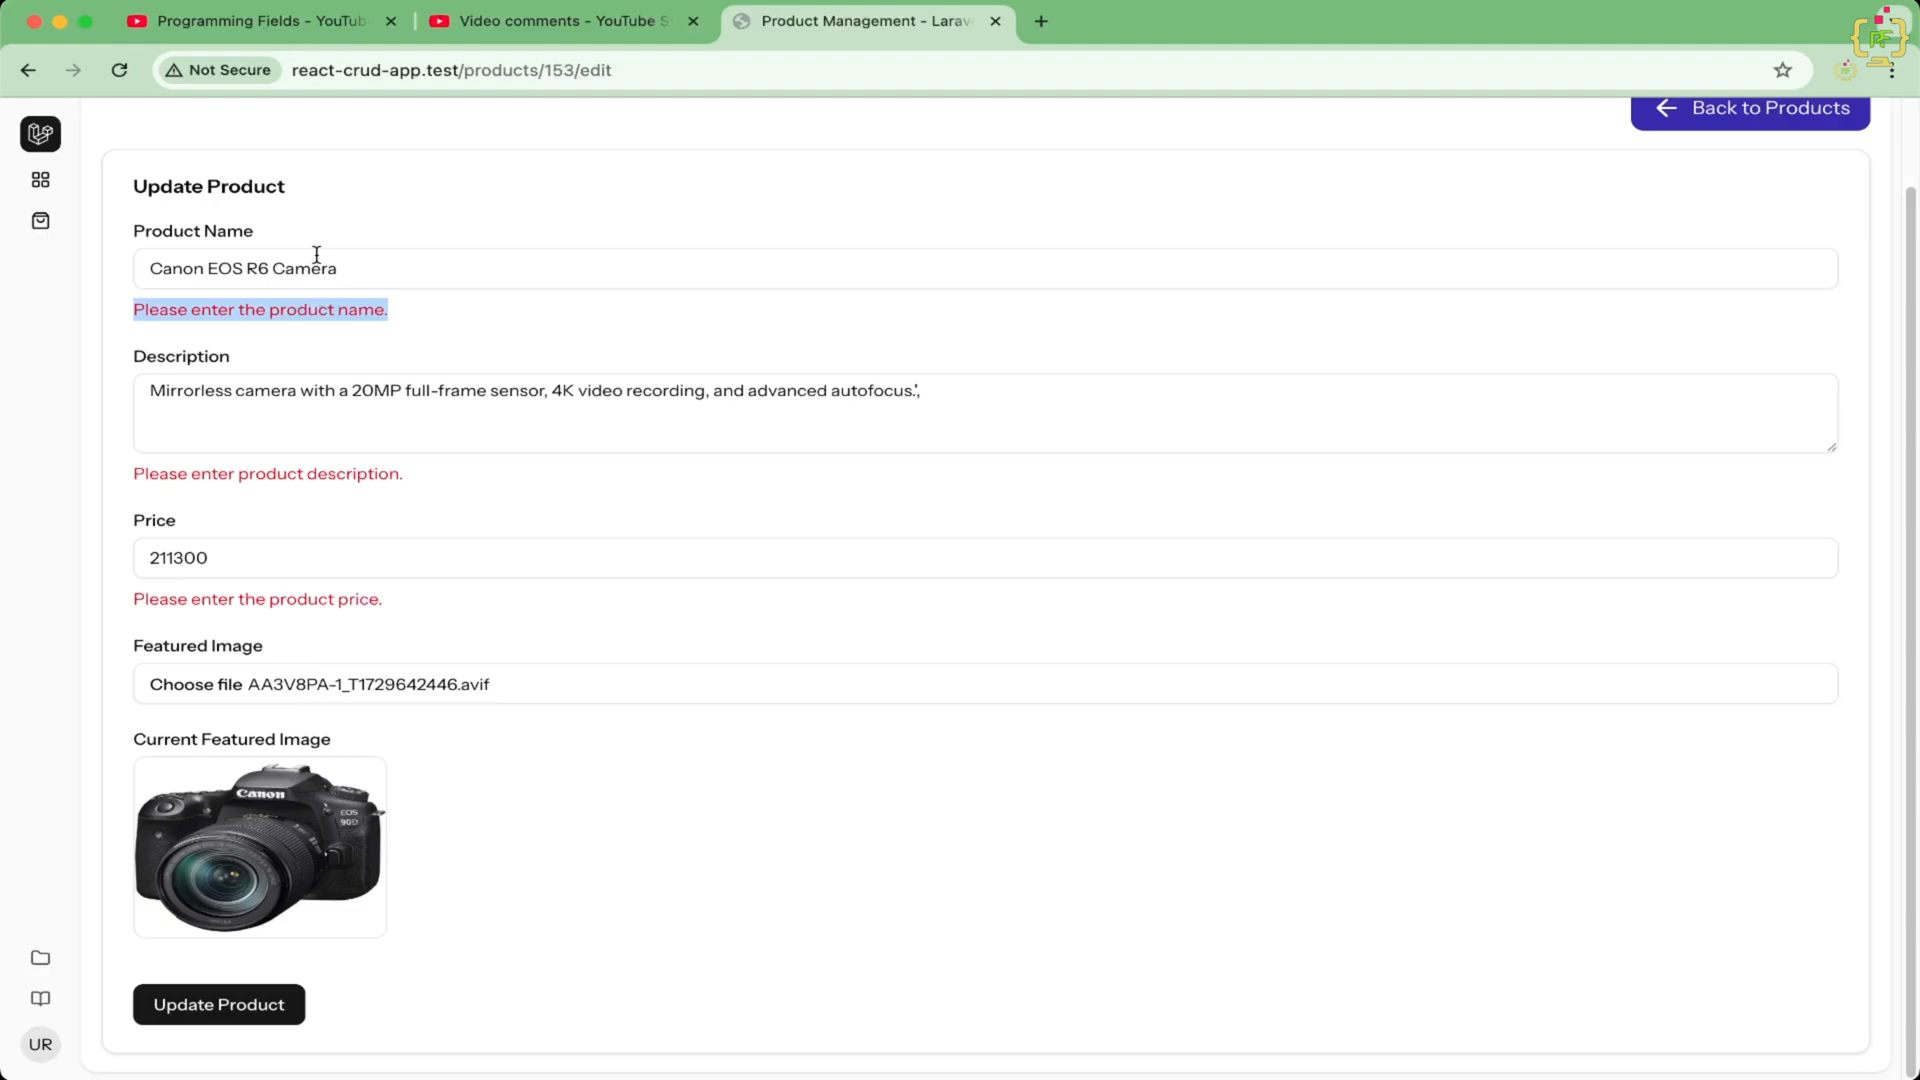 Programming Fields - YouTub
Video comments - YouTube S
Product Management - Larav
Not Secure
react-crud-app.test/products/153/edit
Back to Products
Update Product
Product Name
Canon EOS R6 Camera
Please enter the product name.
Description
Mirrorless camera with a 20MP full-frame sensor, 4K video recording, and advanced autofocus.',
Please enter product description.
Price
211300
Please enter the product price.
Featured Image
Choose file AA3V8PA-1_T1729642446.avif
Current Featured Image
Canon
EOS
90D
Update Product
UR